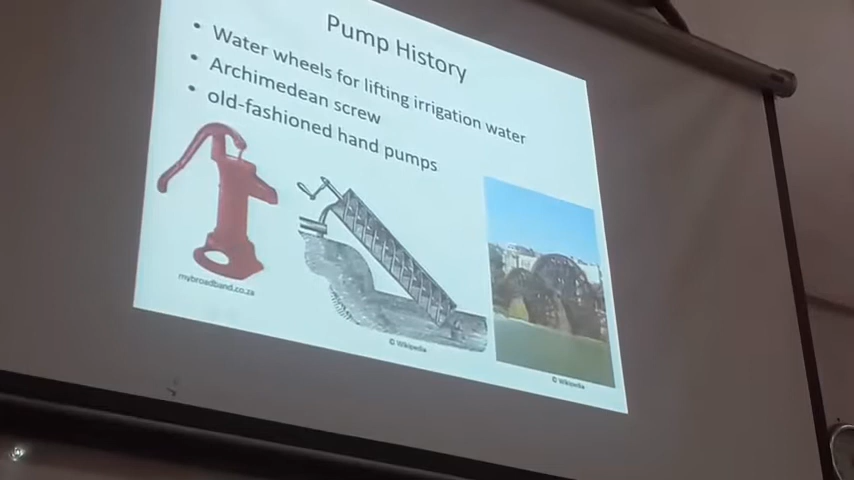 Pump History
• Water wheels for lifting irrigation water
• Archimedean screw
• old-fashioned hand pumps
mybroadband.co.za
© Wikipedia
© Wikipedia